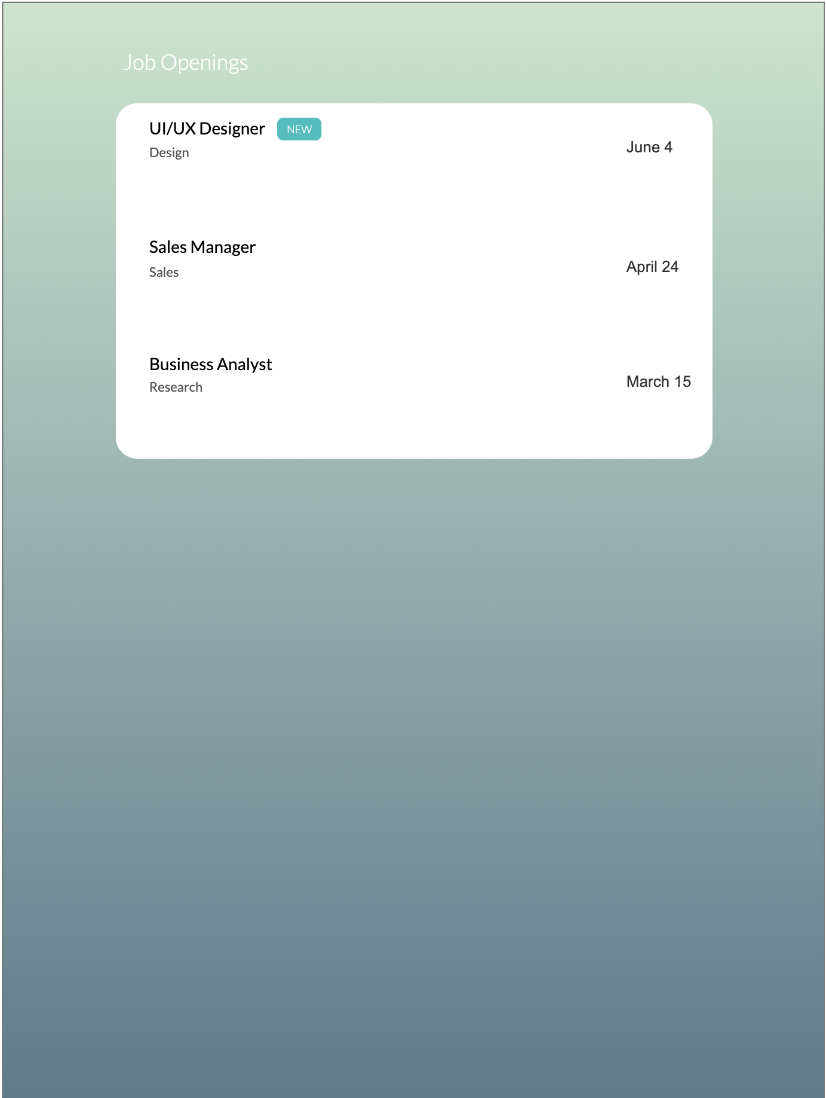 Job Openings
UI/UX Designer NEW
Design
June 4
Sales Manager
Sales
April 24
Business Analyst
Research
March 15